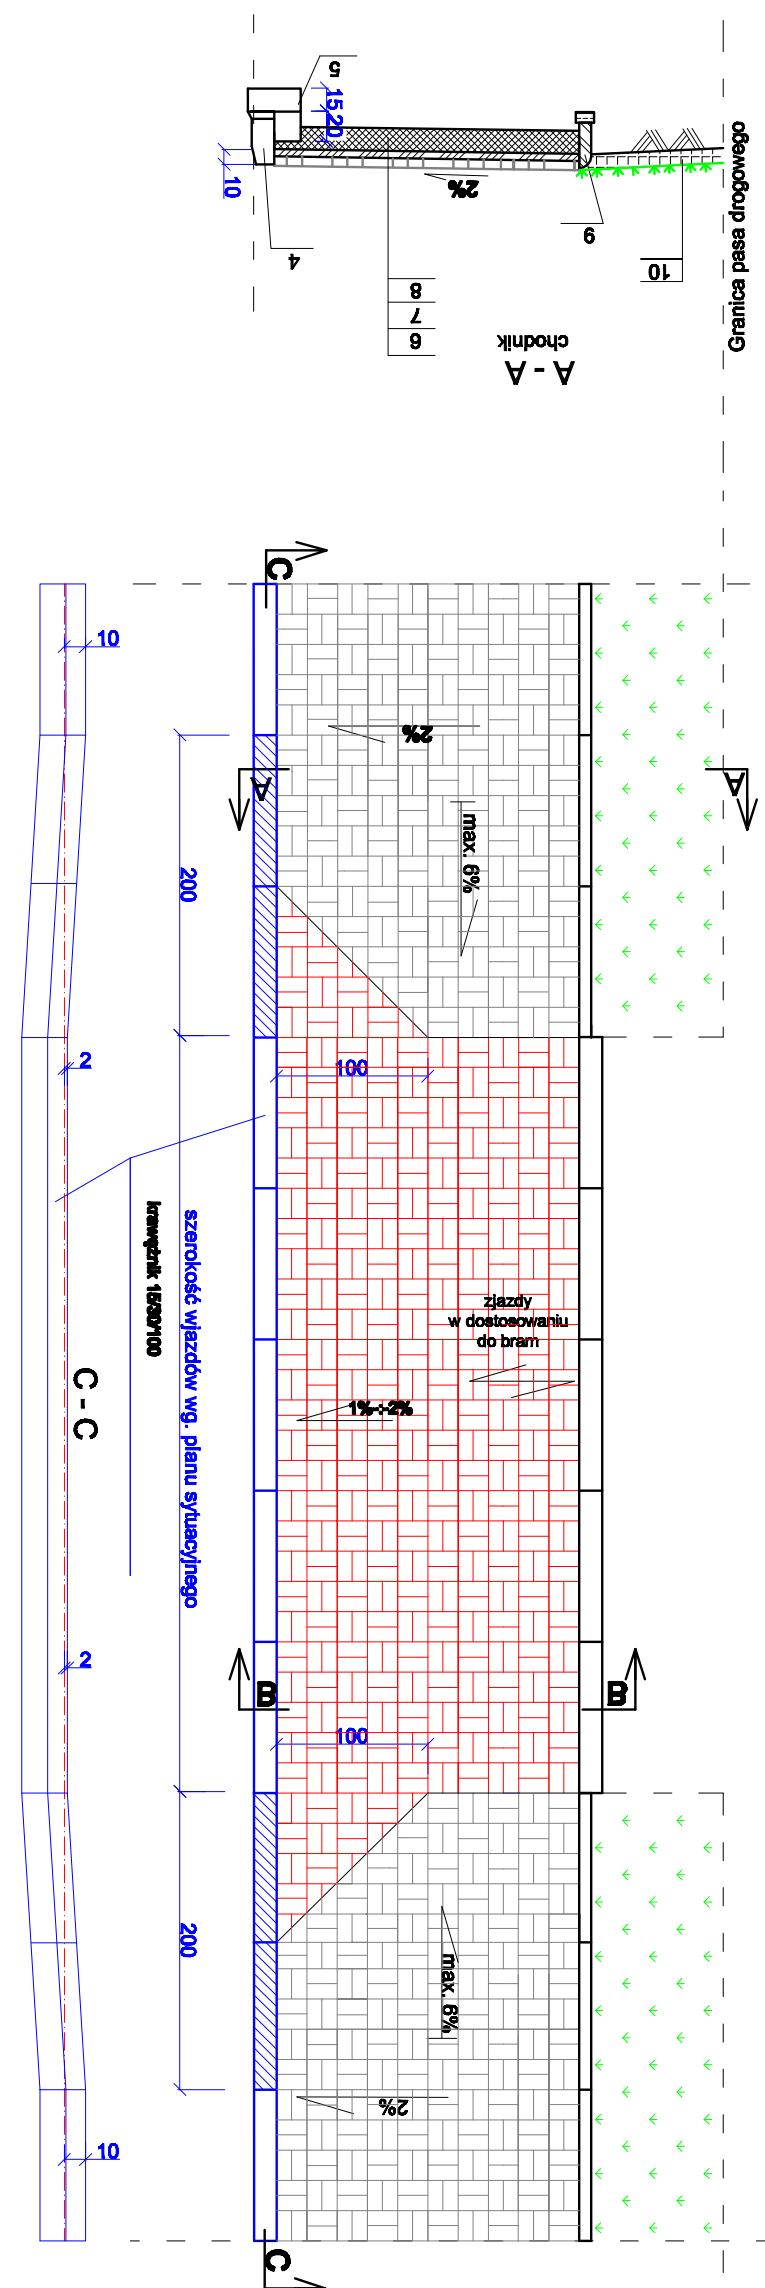 5
15
20
10
4
2%
9
10
8
7
6
chodnik
A - A
Granica pasa drogowego
C
10
2%
A
A
max. 6%
200
2
100
krawężnik 15/30/100
szerokość wjazdów wg. planu sytuacyjnego
zjazdy
w dostosowaniu
do bram
C - C
1%÷2%
2
B
B
100
200
max. 6%
2%
10
C